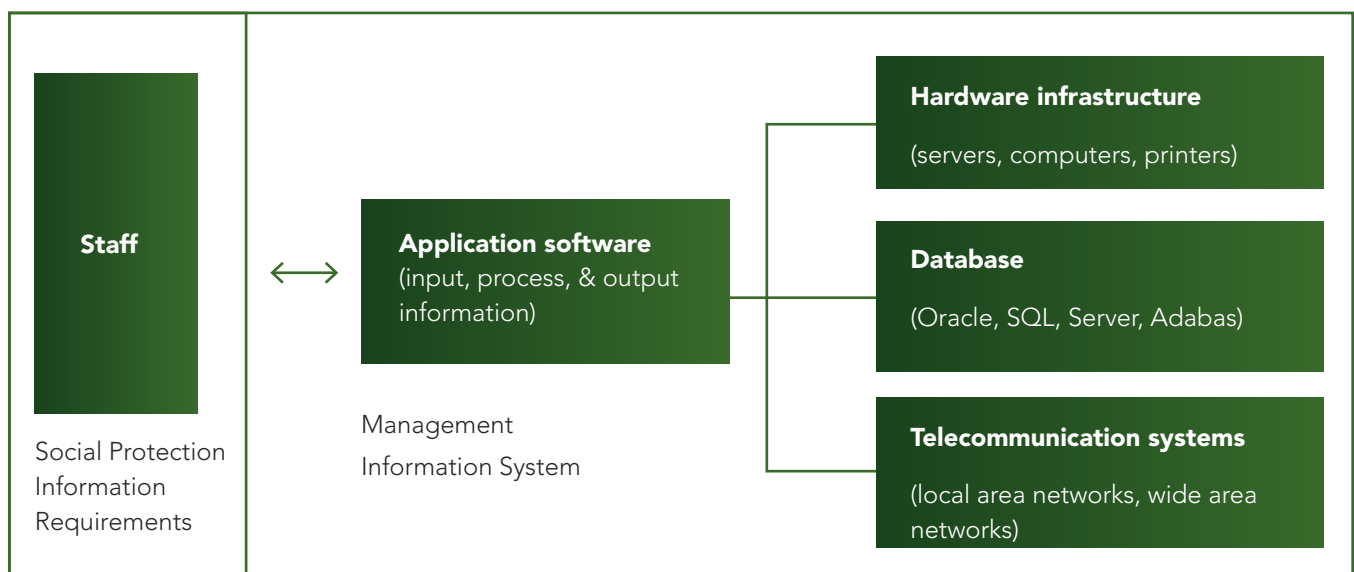 Staff
Social Protection
Information
Requirements
Application software
(input, process, & output
information)
Management
Information System
Hardware infrastructure
(servers, computers, printers)
Database
(Oracle, SQL, Server, Adabas)
Telecommunication systems
(local area networks, wide area
networks)